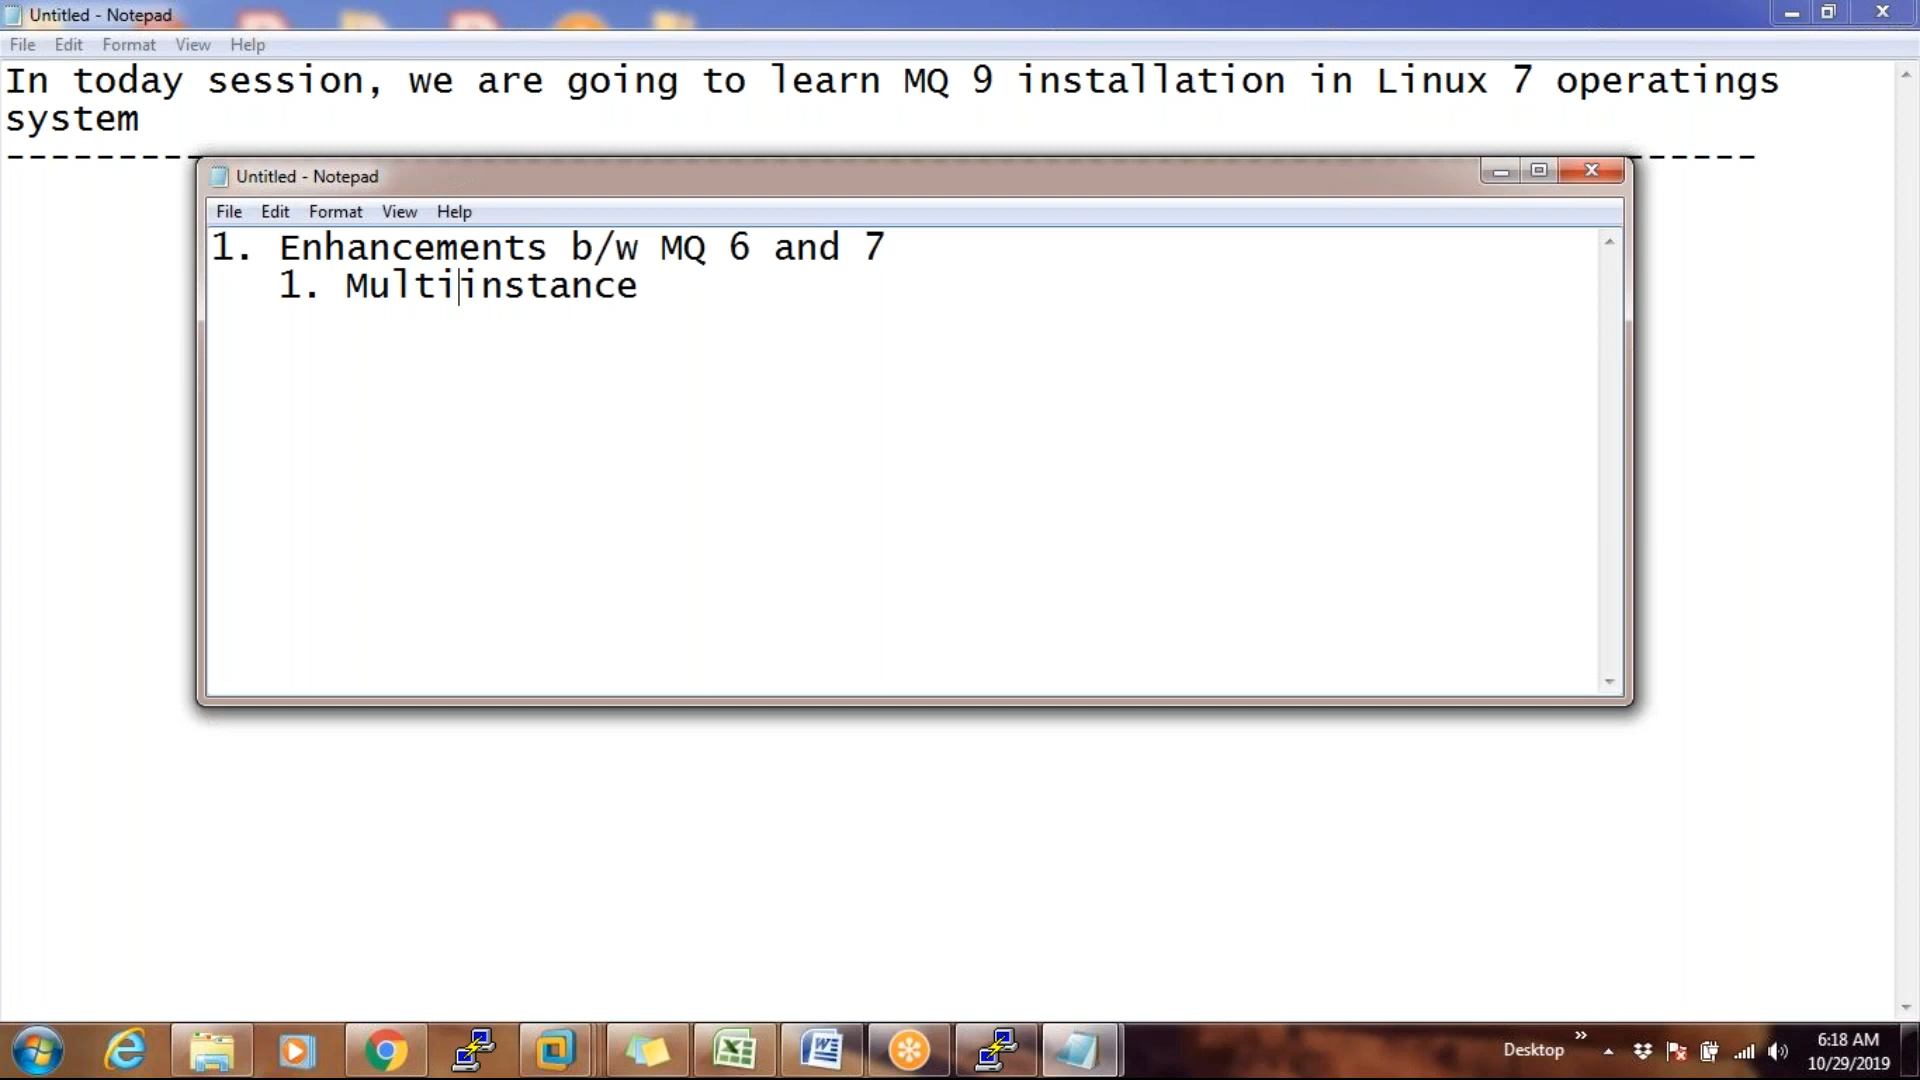 Untitled - Notepad
File Edit Format View Help
In today session, we are going to learn MQ 9 installation in Linux 7 operatings
system
Untitled - Notepad
File Edit Format View Help
1. Enhancements b/w MQ 6 and 7
1. Multiinstance
Desktop
6:18 AM
10/29/2019